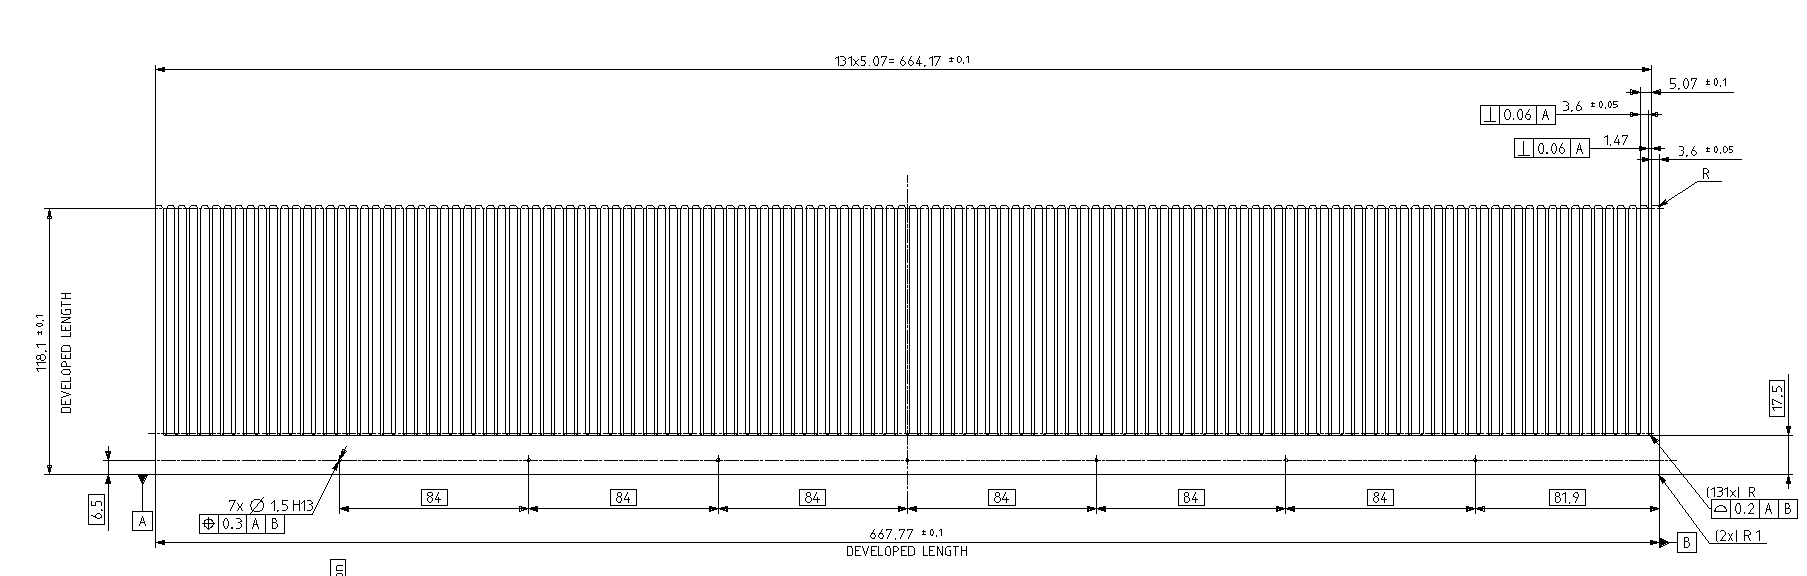 131x5.07= 664,17 ±0,1
5,07 ±0,1
3,6 ±0,05
⊥ 0.06 A
1,47
⊥ 0.06 A
3,6 ±0,05
R
118,1 ±0,1
DEVELOPED LENGTH
17,5
6,5
A
7x Ø 1,5 H13
⌖ 0.3 A B
84
84
84
84
84
84
81,9
(131x) R
⌓ 0.2 A B
(2x) R 1
667,77 ±0,1
DEVELOPED LENGTH
B
on